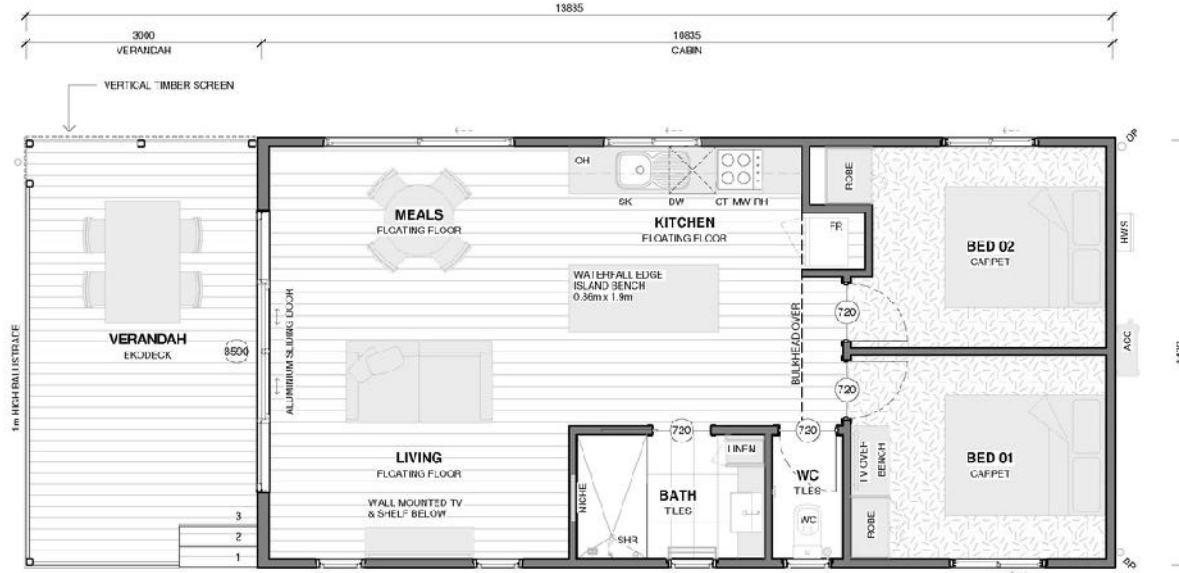 13835
3000
VERANDAH
10835
CABIN
VERTICAL TIMBER SCREEN
DP
OH
SK
DW
CT MW RH
ROBE
MEALS
FLOATING FLOOR
KITCHEN
FLOATING FLOOR
FR
BED 02
CARPET
HWS
WATERFALL EDGE
ISLAND BENCH
0.86m x 1.9m
VERANDAH
EKODECK
3500
ALUMINIUM SLIDING DOOR
BULKHEAD OVER
720
ACC
1m HIGH BALUSTRADE
720
720
720
LIVING
FLOATING FLOOR
WALL MOUNTED TV
& SHELF BELOW
NICHE
SHR
BATH
TILES
LINEN
WC
TILES
WC
TV OVER
BENCH
ROBE
BED 01
CARPET
3
2
1